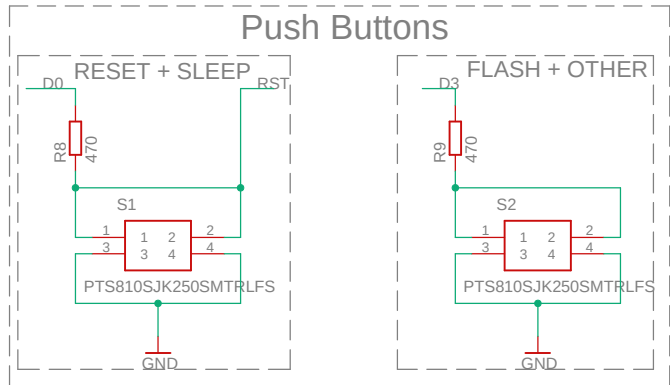 Push Buttons
RESET + SLEEP
D0
RST
R8
470
S1
1
1 2
2
3
3 4
4
PTS810SJK250SMTRLFS
GND
FLASH + OTHER
D3
R9
470
S2
1
1 2
2
3
3 4
4
PTS810SJK250SMTRLFS
GND